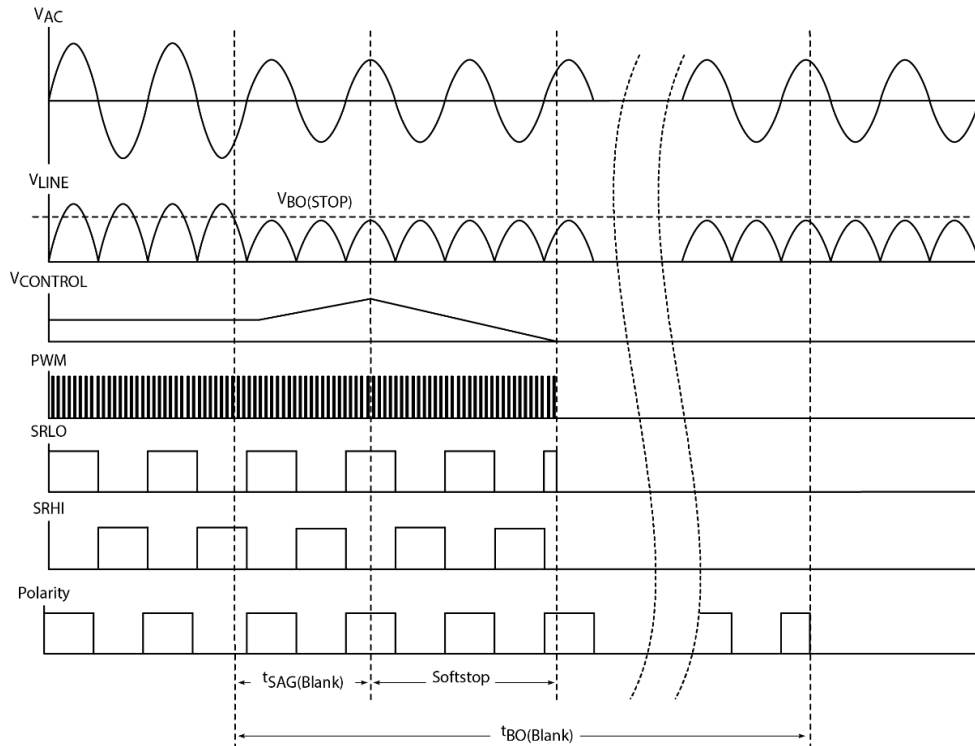 VAC
VLINE
VBO(STOP)
VCONTROL
PWM
SRLO
SRHI
Polarity
tSAG(Blank)
Softstop
tBO(Blank)